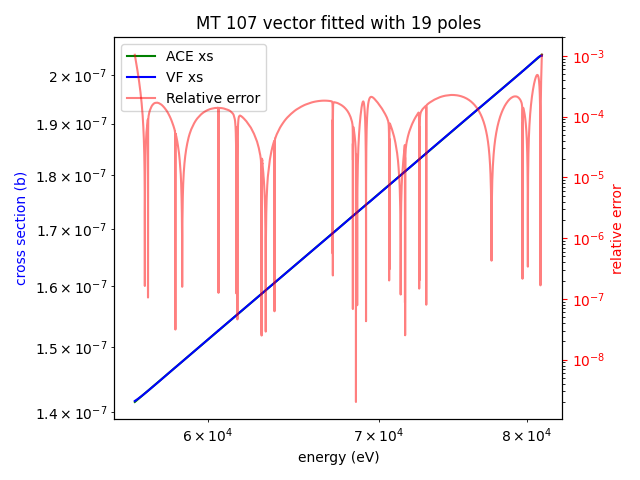 MT 107 vector fitted with 19 poles
ACE xs
VF xs
Relative error
2 × 10⁻⁷
1.9 × 10⁻⁷
1.8 × 10⁻⁷
1.7 × 10⁻⁷
1.6 × 10⁻⁷
1.5 × 10⁻⁷
1.4 × 10⁻⁷
cross section (b)
10⁻³
10⁻⁴
10⁻⁵
10⁻⁶
10⁻⁷
10⁻⁸
relative error
6 × 10⁴
7 × 10⁴
8 × 10⁴
energy (eV)